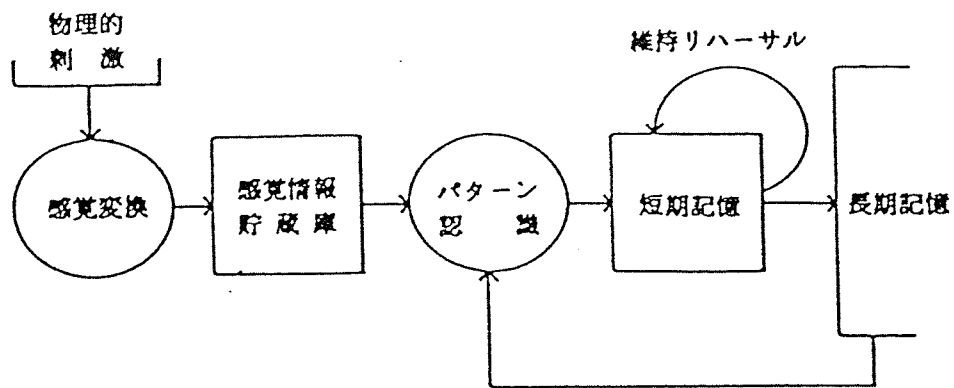 物理的
刺激
維持リハーサル
感覚変換
感覚情報
貯蔵庫
パターン
認識
短期記憶
長期記憶